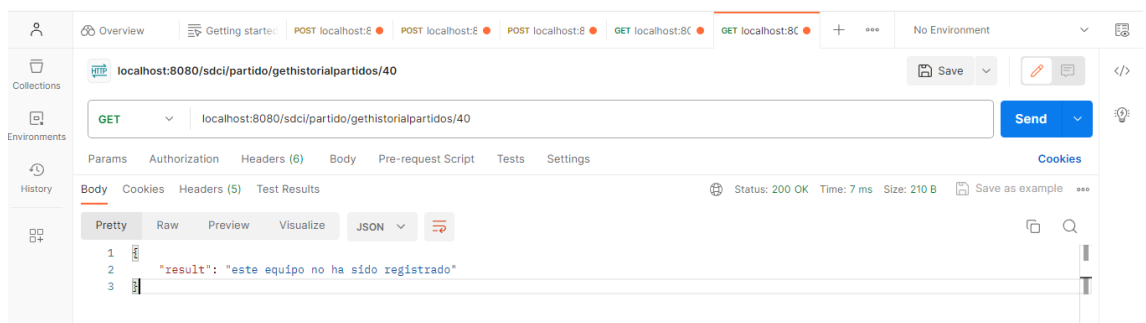 Overview Getting started POST localhost:8 POST localhost:8 POST localhost:8 GET localhost:80 GET localhost:80 No Environment
HTTP localhost:8080/sdci/partido/gethistorialpartidos/40 Save
Collections
GET localhost:8080/sdci/partido/gethistorialpartidos/40 Send
Environments
Params Authorization Headers (6) Body Pre-request Script Tests Settings Cookies
History
Body Cookies Headers (5) Test Results Status: 200 OK Time: 7 ms Size: 210 B Save as example
Pretty Raw Preview Visualize JSON
1 {
2 "result": "este equipo no ha sido registrado"
3 }